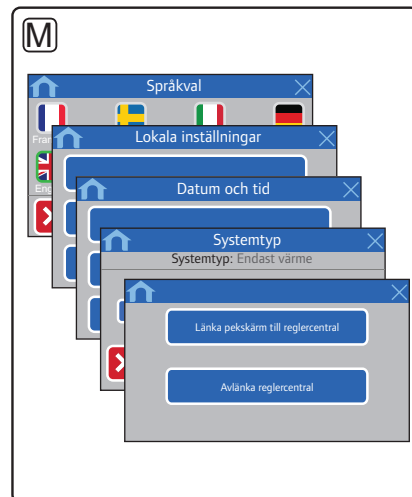 M
Språkval
Fran
Lokala inställningar
Eng
Datum och tid
Systemtyp
Systemtyp: Endast värme
Länka pekskärm till reglercentral
Avlänka reglercentral